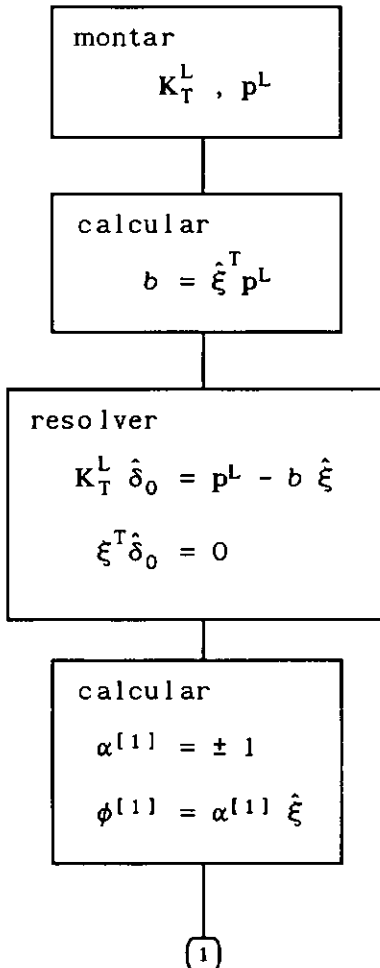 montar
K_T^L , p^L
calcular
b = ξ̂^T p^L
resolver
K_T^L δ̂_0 = p^L - b ξ̂
ξ^T δ̂_0 = 0
calcular
α^[1] = ± 1
φ^[1] = α^[1] ξ̂
1